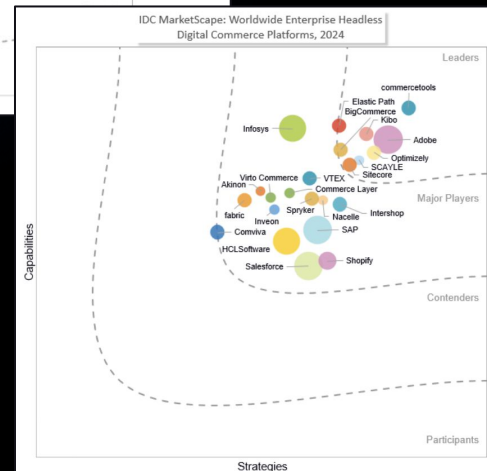 IDC MarketScape: Worldwide Enterprise Headless
Digital Commerce Platforms, 2024
Leaders
commercetools
Elastic Path
BigCommerce
Kibo
Infosys
Adobe
Optimizely
SCAYLE
Sitecore
Virto Commerce
VTEX
Akinon
Commerce Layer
Major Players
fabric
Inveon
Spryker
Nacelle
Intershop
Comviva
SAP
HCLSoftware
Salesforce
Shopify
Capabilities
Contenders
Participants
Strategies